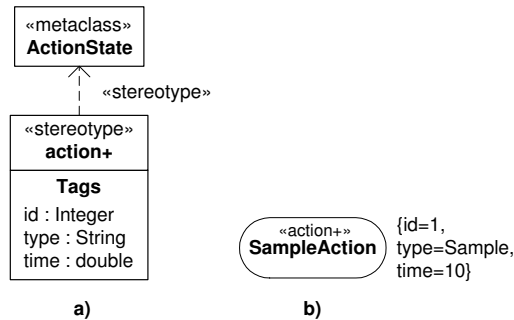 «metaclass»
ActionState
«stereotype»
«stereotype»
action+
Tags
id : Integer
type : String
time : double
a)
«action+»
SampleAction
{id=1,
type=Sample,
time=10}
b)